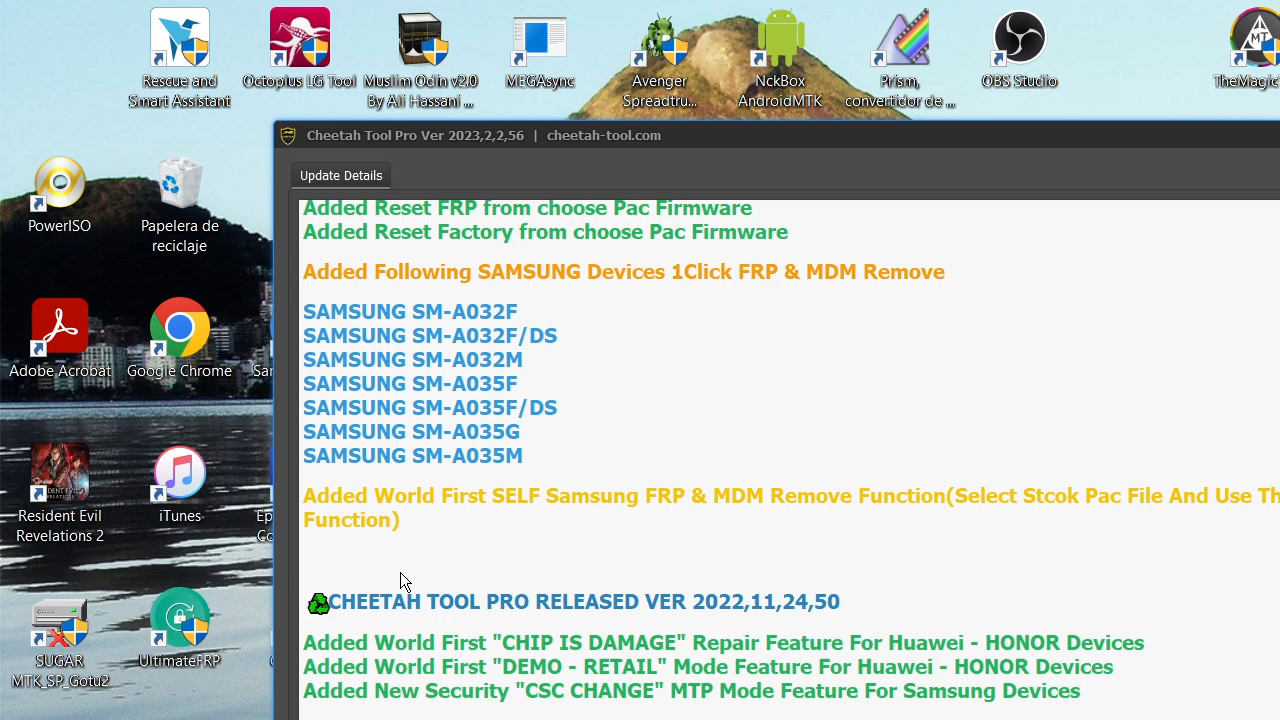 Rescue and
Smart Assistant
Octoplus LG Tool
Muslim Odin v2.0
By Ali Hassani ...
MEGAsync
Avenger
Spreadtru...
NckBox
AndroidMTK
Prism,
convertidor de ...
OBS Studio
TheMagic
PowerISO
Papelera de
reciclaje
Adobe Acrobat
Google Chrome
Resident Evil
Revelations 2
iTunes
SUGAR
MTK_SP_Gotu2
UltimateFRP
Cheetah Tool Pro Ver 2023,2,2,56 | cheetah-tool.com
Update Details
Added Reset FRP from choose Pac Firmware
Added Reset Factory from choose Pac Firmware
Added Following SAMSUNG Devices 1Click FRP & MDM Remove
SAMSUNG SM-A032F
SAMSUNG SM-A032F/DS
SAMSUNG SM-A032M
SAMSUNG SM-A035F
SAMSUNG SM-A035F/DS
SAMSUNG SM-A035G
SAMSUNG SM-A035M
Added World First SELF Samsung FRP & MDM Remove Function(Select Stcok Pac File And Use Th
Function)
CHEETAH TOOL PRO RELEASED VER 2022,11,24,50
Added World First "CHIP IS DAMAGE" Repair Feature For Huawei - HONOR Devices
Added World First "DEMO - RETAIL" Mode Feature For Huawei - HONOR Devices
Added New Security "CSC CHANGE" MTP Mode Feature For Samsung Devices